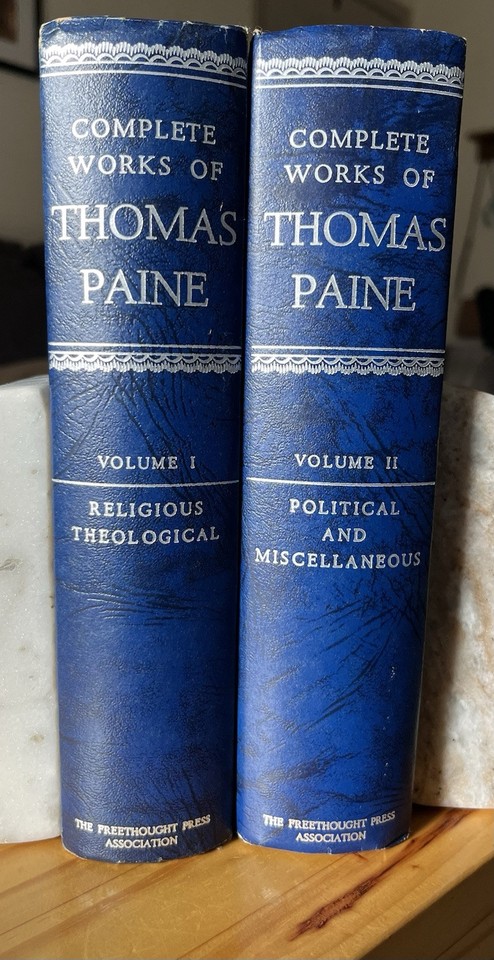 COMPLETE
WORKS OF
THOMAS
PAINE
VOLUME I
RELIGIOUS
THEOLOGICAL
THE FREETHOUGHT PRESS
ASSOCIATION
COMPLETE
WORKS OF
THOMAS
PAINE
VOLUME II
POLITICAL
AND
MISCELLANEOUS
THE FREETHOUGHT PRESS
ASSOCIATION